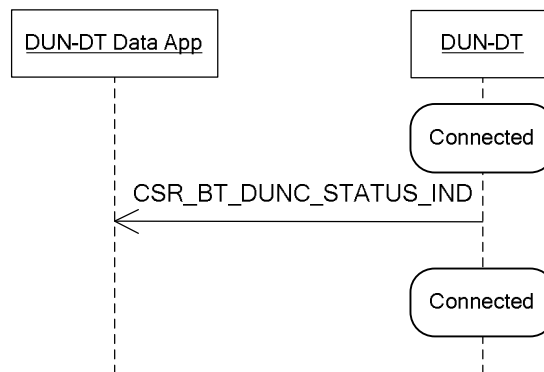 DUN-DT Data App
DUN-DT
Connected
CSR_BT_DUNC_STATUS_IND
Connected